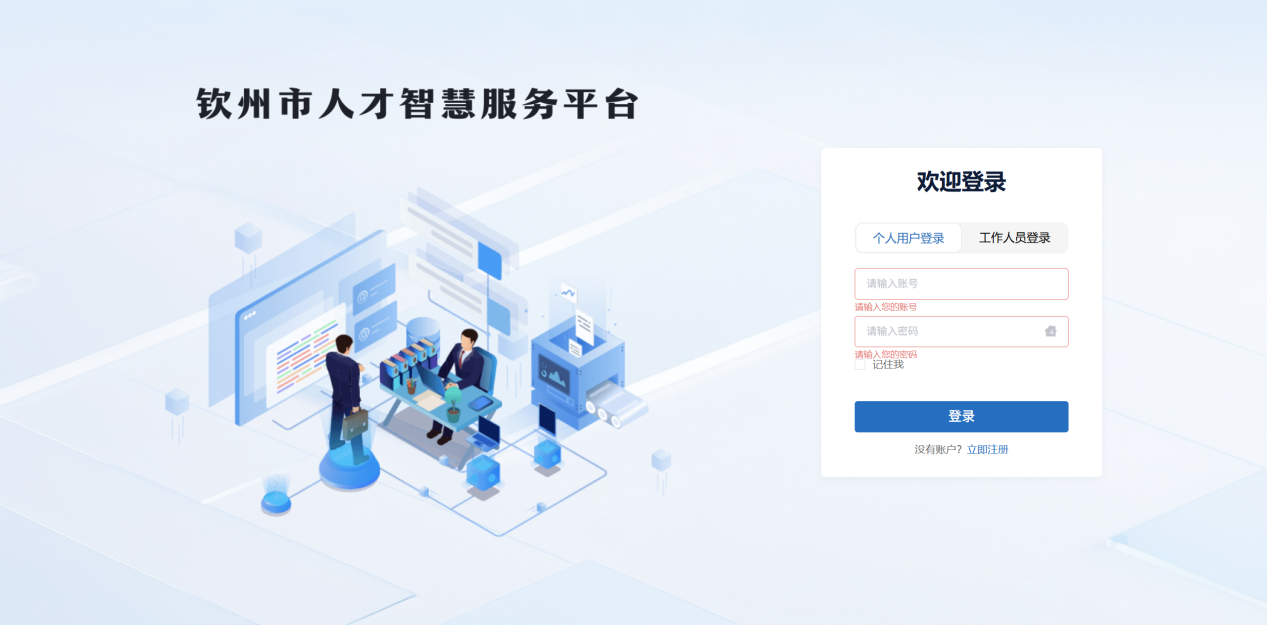 钦州市人才智慧服务平台
欢迎登录
个人用户登录 工作人员登录
请输入账号
请输入您的账号
请输入密码
请输入您的密码
记住我
登录
没有账户? 立即注册